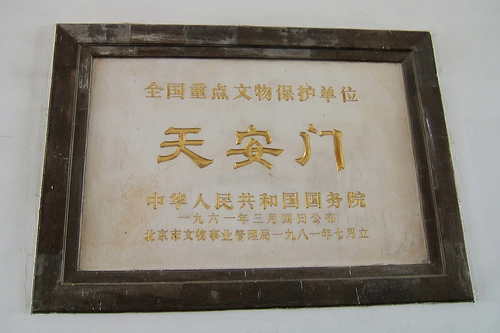 全国重点文物保护单位
天安门
中华人民共和国国务院
一九六一年三月四日公布
北京市文物事业管理局一九八一年七月立